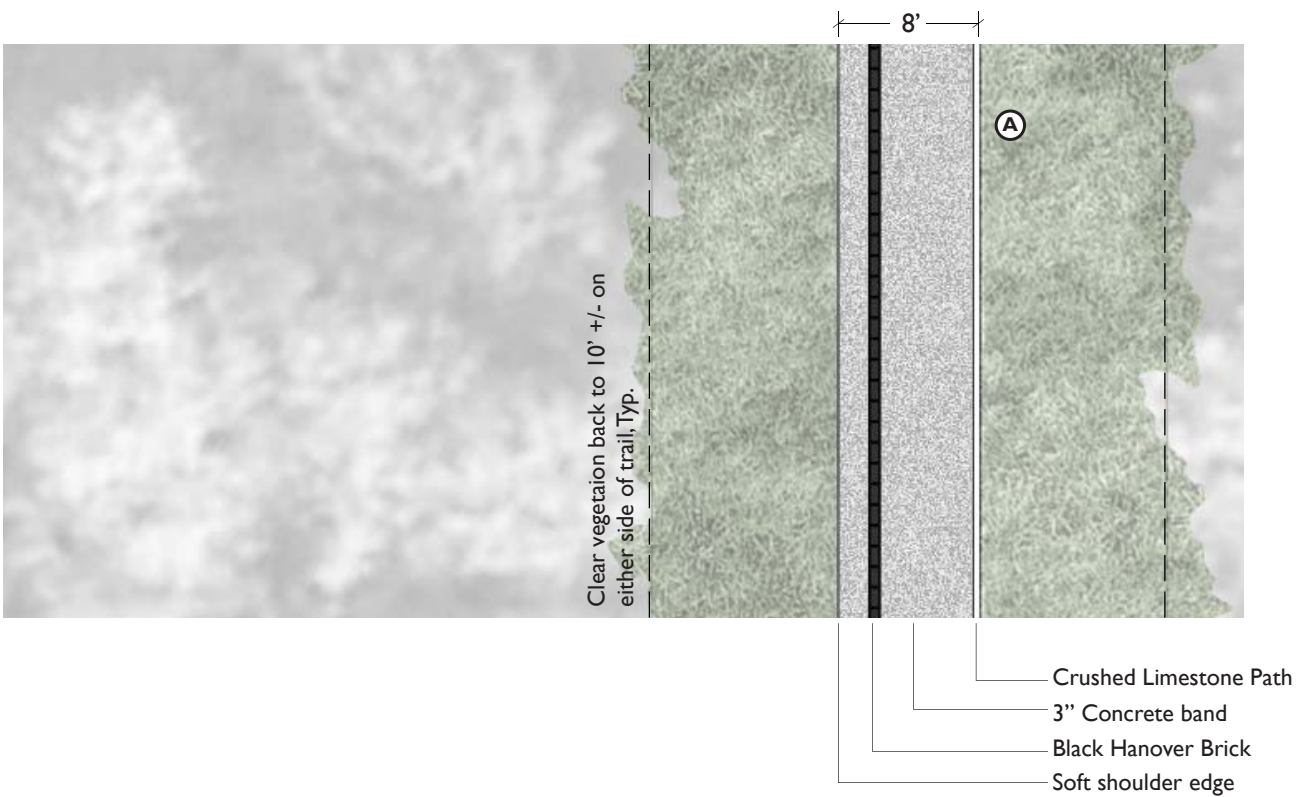 8’
A
Clear vegetaion back to 10’ +/- on
either side of trail,Typ.
Crushed Limestone Path
3” Concrete band
Black Hanover Brick
Soft shoulder edge